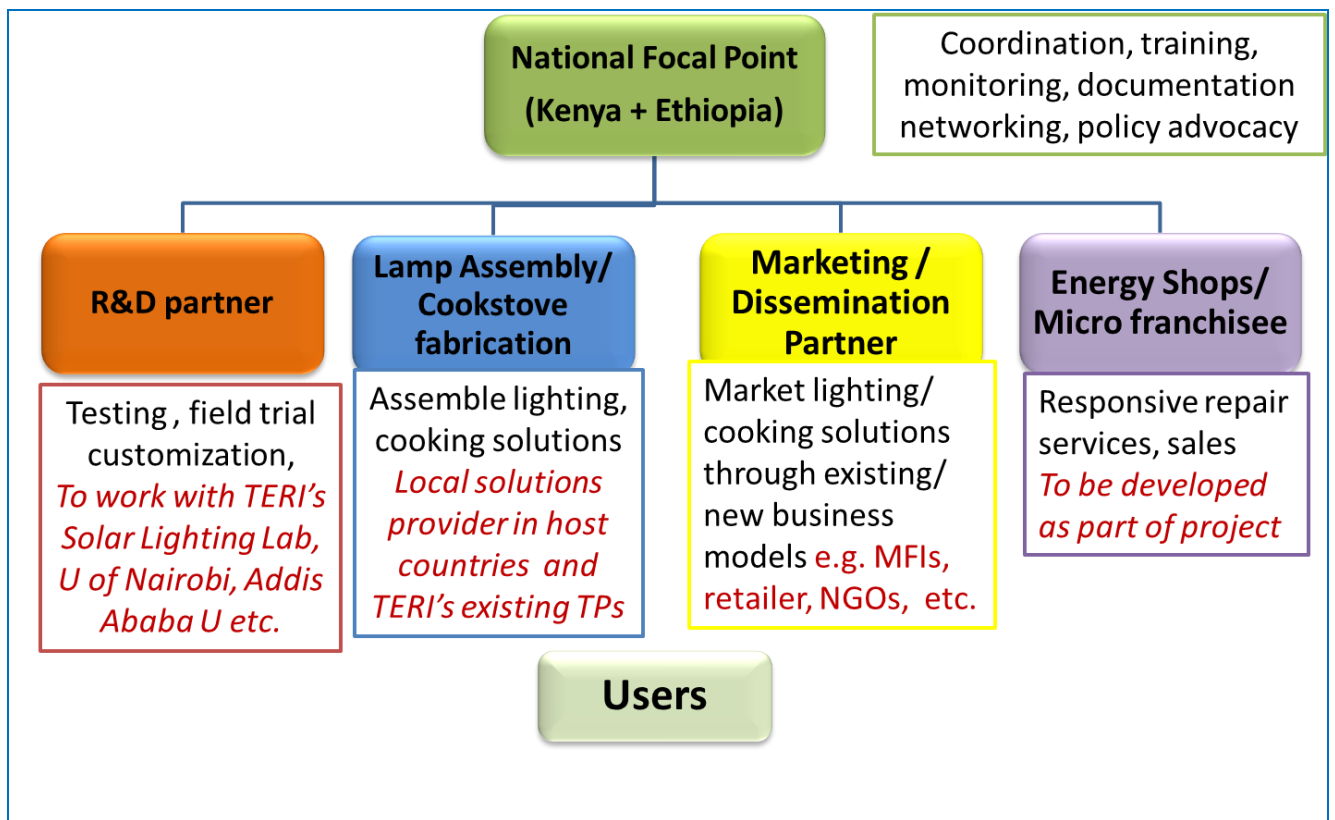 National Focal Point
(Kenya + Ethiopia)
Coordination, training,
monitoring, documentation
networking, policy advocacy
R&D partner
Testing , field trial
customization,
To work with TERI's
Solar Lighting Lab,
U of Nairobi, Addis
Ababa U etc.
Lamp Assembly/
Cookstove
fabrication
Assemble lighting,
cooking solutions
Local solutions
provider in host
countries and
TERI's existing TPs
Marketing /
Dissemination
Partner
Market lighting/
cooking solutions
through existing/
new business
models e.g. MFIs,
retailer, NGOs, etc.
Energy Shops/
Micro franchisee
Responsive repair
services, sales
To be developed
as part of project
Users